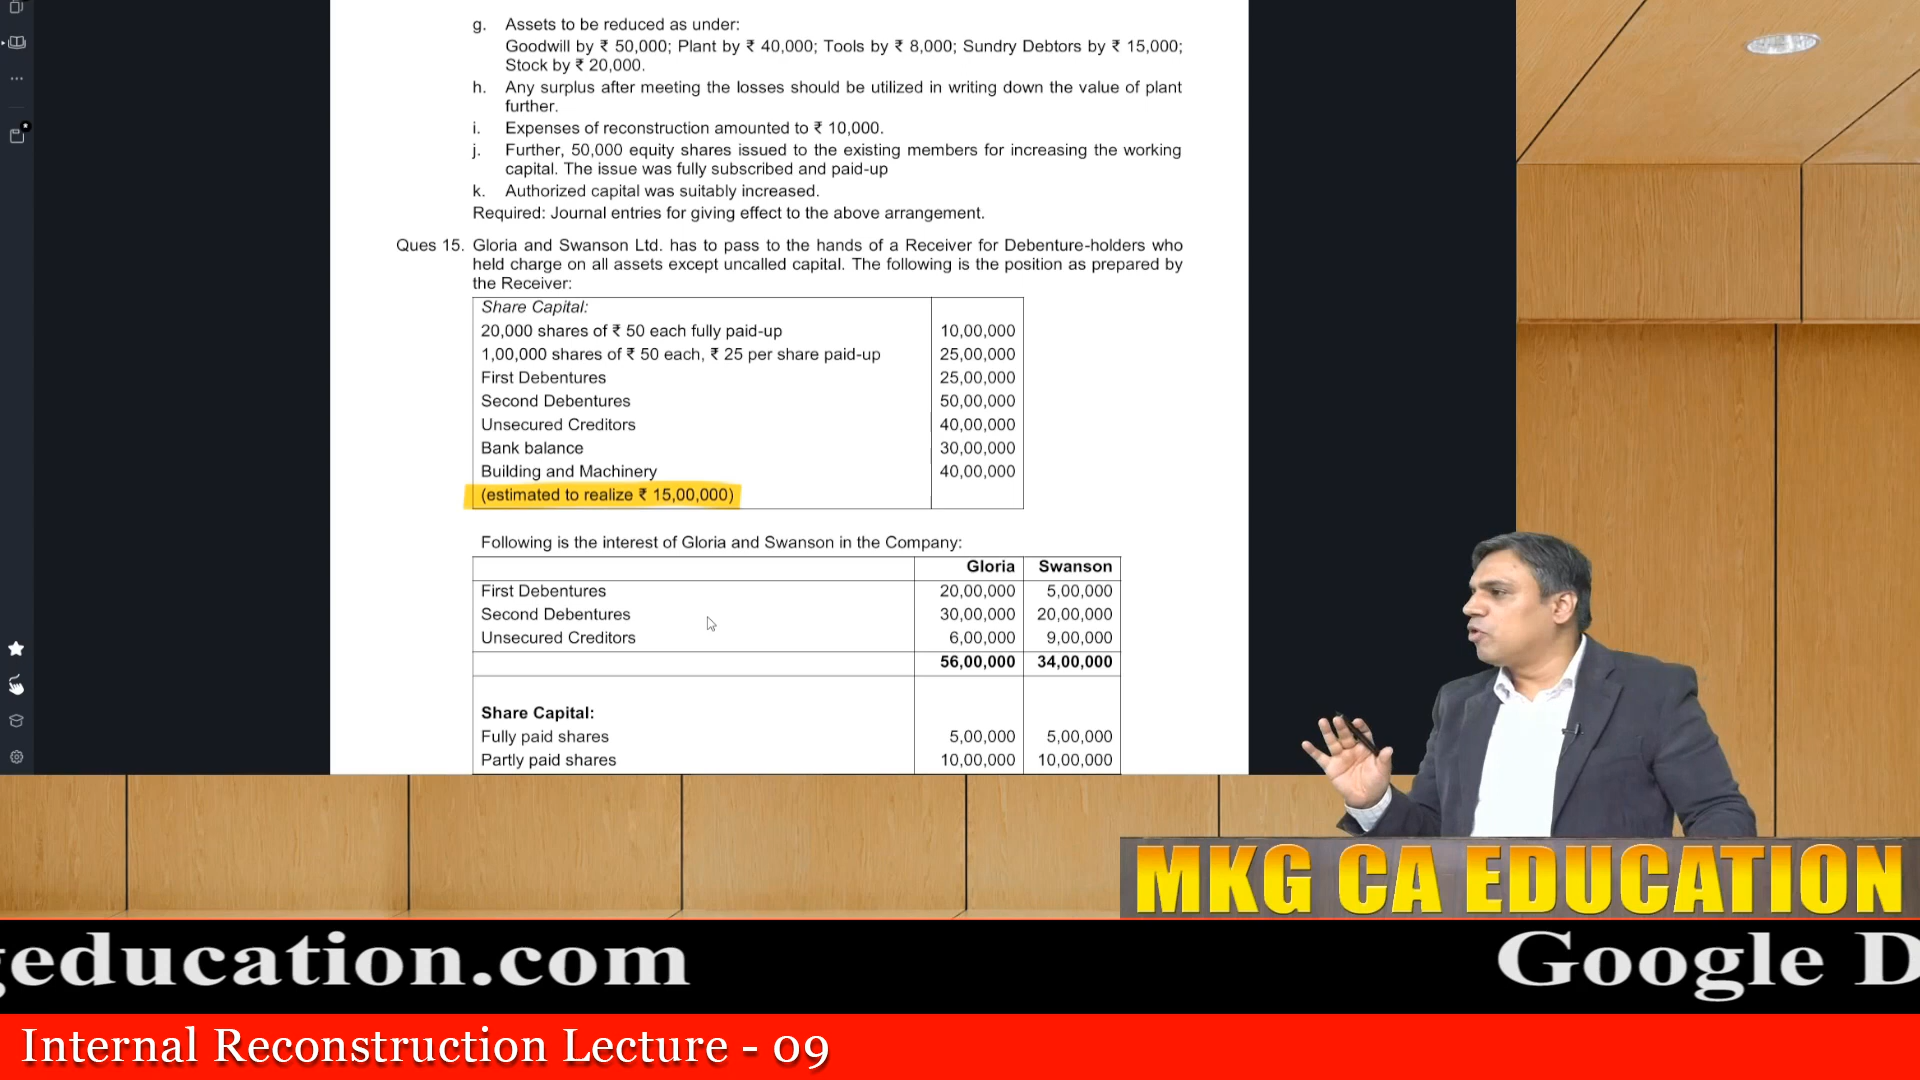 g. Assets to be reduced as under:
Goodwill by ₹ 50,000; Plant by ₹ 40,000; Tools by ₹ 8,000; Sundry Debtors by ₹ 15,000;
Stock by ₹ 20,000.
h. Any surplus after meeting the losses should be utilized in writing down the value of plant
further.
i. Expenses of reconstruction amounted to ₹ 10,000.
j. Further, 50,000 equity shares issued to the existing members for increasing the working
capital. The issue was fully subscribed and paid-up
k. Authorized capital was suitably increased.
Required: Journal entries for giving effect to the above arrangement.
Ques 15. Gloria and Swanson Ltd. has to pass to the hands of a Receiver for Debenture-holders who
held charge on all assets except uncalled capital. The following is the position as prepared by
the Receiver:
Share Capital:
20,000 shares of ₹ 50 each fully paid-up 10,00,000
1,00,000 shares of ₹ 50 each, ₹ 25 per share paid-up 25,00,000
First Debentures 25,00,000
Second Debentures 50,00,000
Unsecured Creditors 40,00,000
Bank balance 30,00,000
Building and Machinery 40,00,000
(estimated to realize ₹ 15,00,000)
Following is the interest of Gloria and Swanson in the Company:
Gloria Swanson
First Debentures 20,00,000 5,00,000
Second Debentures 30,00,000 20,00,000
Unsecured Creditors 6,00,000 9,00,000
56,00,000 34,00,000
Share Capital:
Fully paid shares 5,00,000 5,00,000
Partly paid shares 10,00,000 10,00,000
MKG CA EDUCATION
geducation.com Google D
Internal Reconstruction Lecture - 09